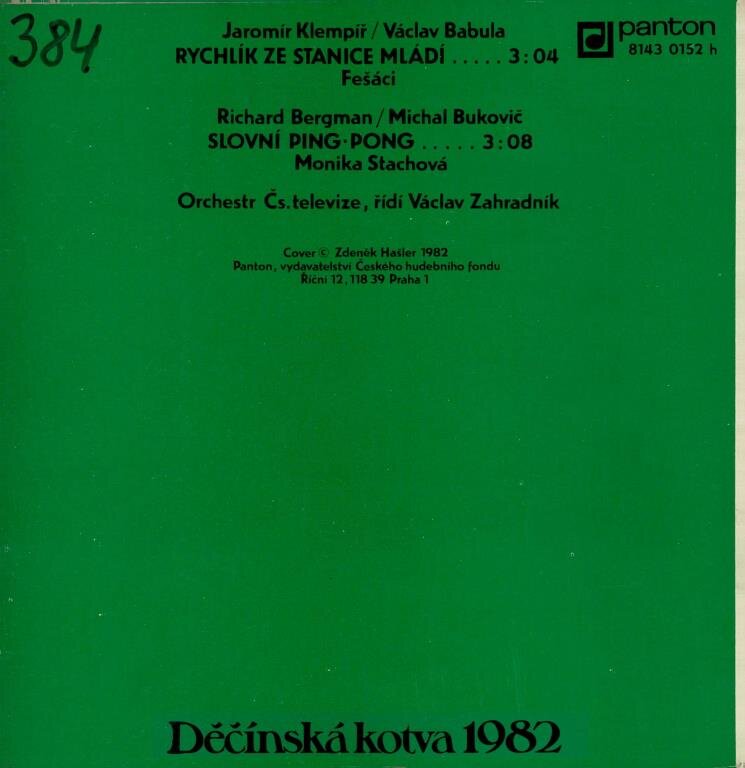 384
Jaromír Klempíř / Václav Babula
RYCHLÍK ZE STANICE MLÁDÍ ..... 3:04
Fešáci
panton
8143 0152 h
Richard Bergman / Michal Bukovič
SLOVNÍ PING-PONG ..... 3:08
Monika Stachová
Orchestr Čs.televize, řídí Václav Zahradník
Cover © Zdeněk Hašler 1982
Panton, vydavatelství Českého hudebního fondu
Říční 12, 118 39 Praha 1
Děčínská kotva 1982